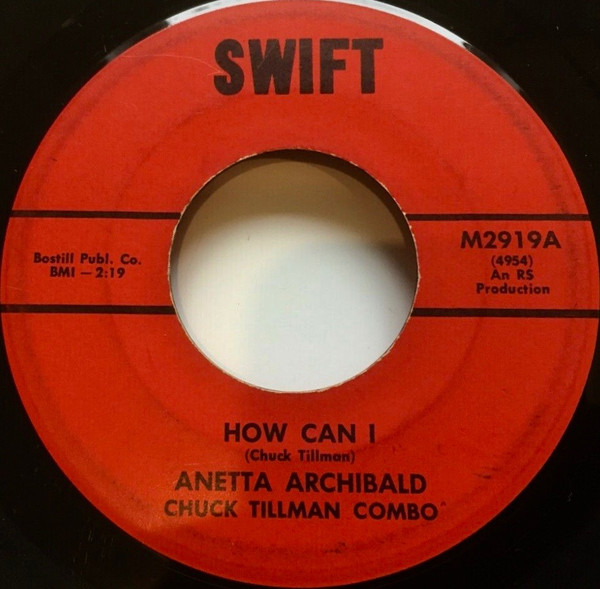 SWIFT
Bostill Publ. Co.
BMI — 2:19
M2919A
(4954)
An RS
Production
HOW CAN I
(Chuck Tillman)
ANETTA ARCHIBALD
CHUCK TILLMAN COMBO